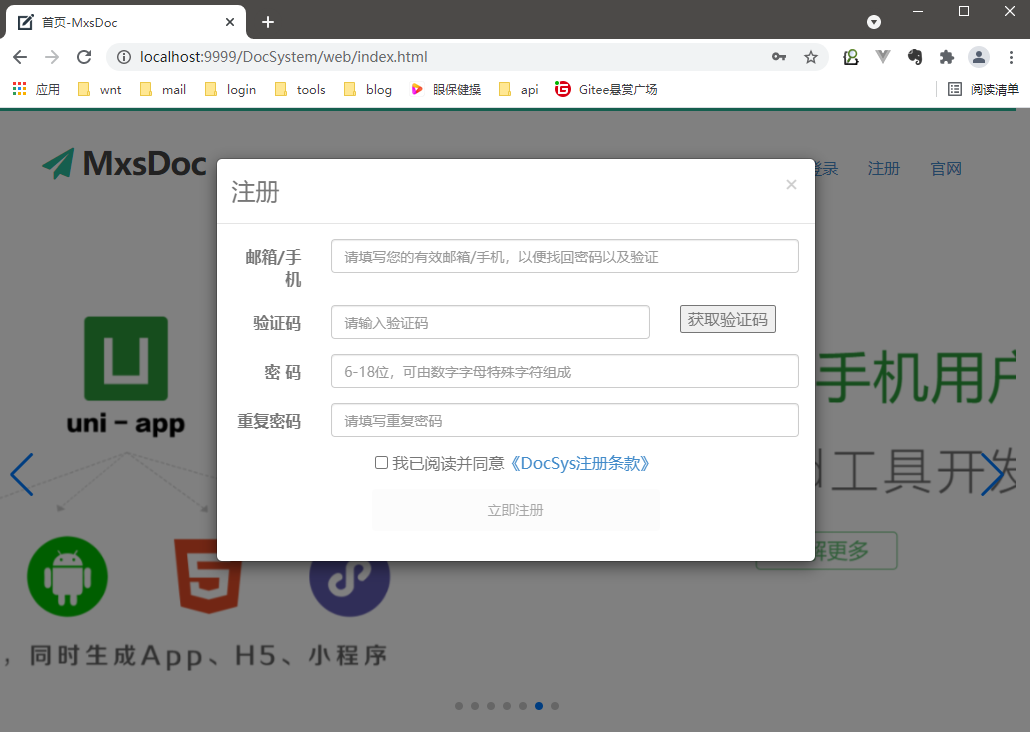 首页-MxsDoc
localhost:9999/DocSystem/web/index.html
应用 wnt mail login tools blog 眼保健操 api Gitee悬赏广场 阅读清单
MxsDoc
登录 注册 官网
注册
×
邮箱/手
机
请填写您的有效邮箱/手机，以便找回密码以及验证
验证码
请输入验证码
获取验证码
密 码
6-18位，可由数字字母特殊字符组成
重复密码
请填写重复密码
我已阅读并同意《DocSys注册条款》
立即注册
uni-app
手机用户
工具开发
解更多
，同时生成App、H5、小程序